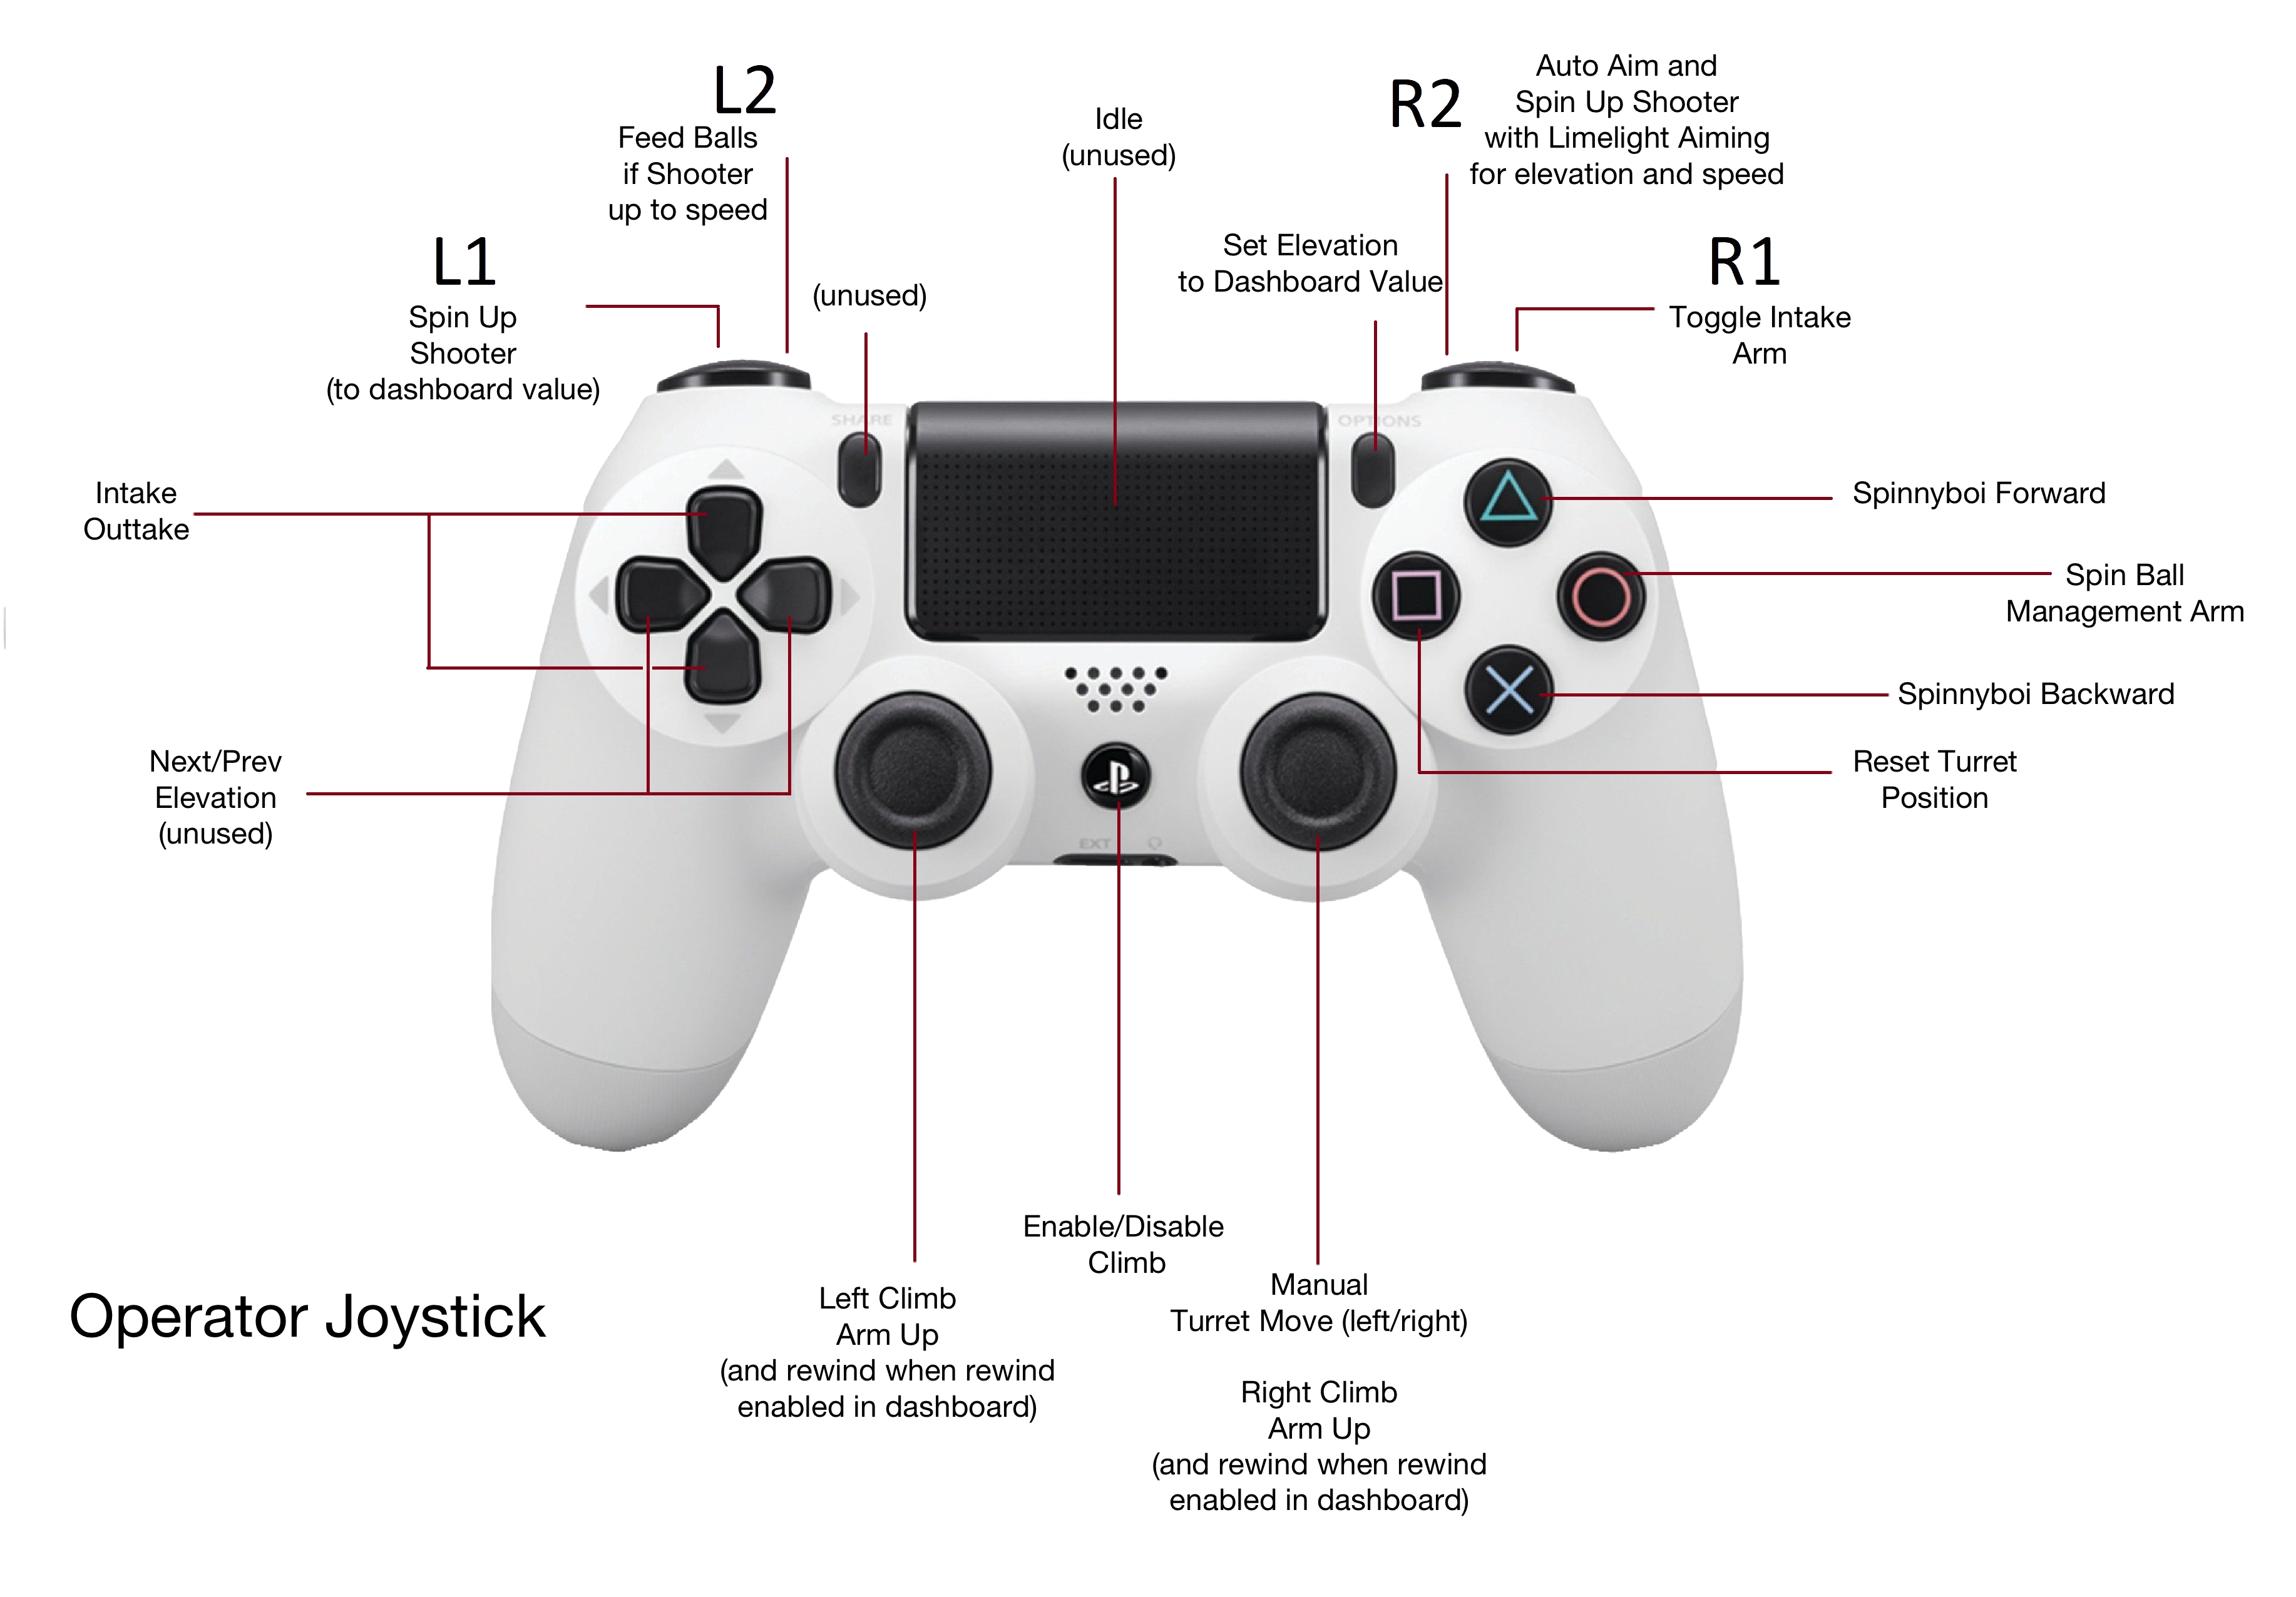 L2
Feed Balls
if Shooter
up to speed
Idle
(unused)
R2
Auto Aim and
Spin Up Shooter
with Limelight Aiming
for elevation and speed
L1
Spin Up
Shooter
(to dashboard value)
(unused)
Set Elevation
to Dashboard Value
R1
Toggle Intake
Arm
SHARE
OPTIONS
Intake
Outtake
Spinnyboi Forward
Spin Ball
Management Arm
Spinnyboi Backward
Next/Prev
Elevation
(unused)
Reset Turret
Position
EXT
Enable/Disable
Climb
Left Climb
Arm Up
(and rewind when rewind
enabled in dashboard)
Manual
Turret Move (left/right)
Right Climb
Arm Up
(and rewind when rewind
enabled in dashboard)
Operator Joystick